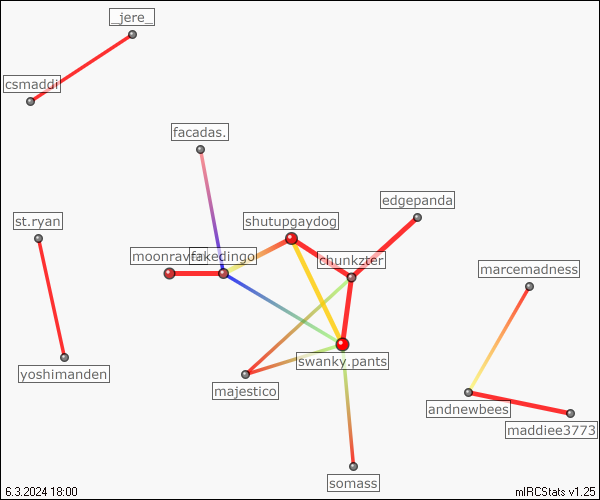 _jere_
csmaddi
facadas.
edgepanda
st.ryan
shutupgaydog
fakedingo
chunkzter
marcemadness
swanky.pants
yoshimanden
majestico
andnewbees
maddiee3773
somass
6.3.2024 18:00
mIRCStats v1.25